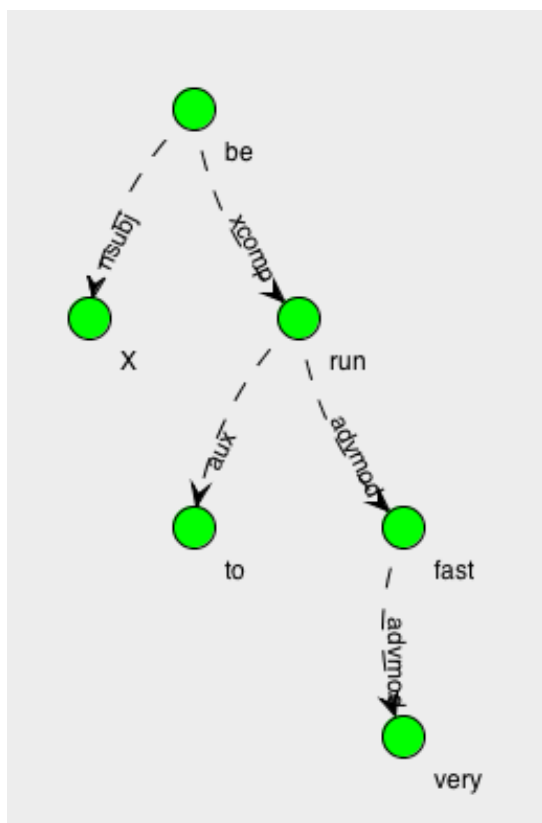 be
nsubj
xcomp
X
run
aux
advmod
to
fast
advmod
very